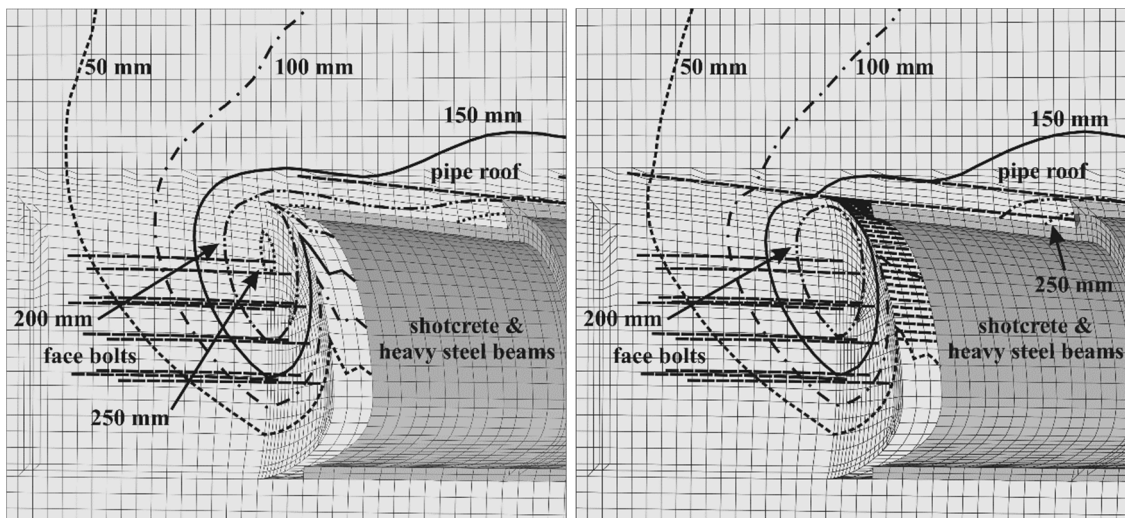 50 mm
100 mm
150 mm
pipe roof
200 mm
face bolts
250 mm
shotcrete &
heavy steel beams
50 mm
100 mm
150 mm
pipe roof
250 mm
200 mm
face bolts
shotcrete &
heavy steel beams